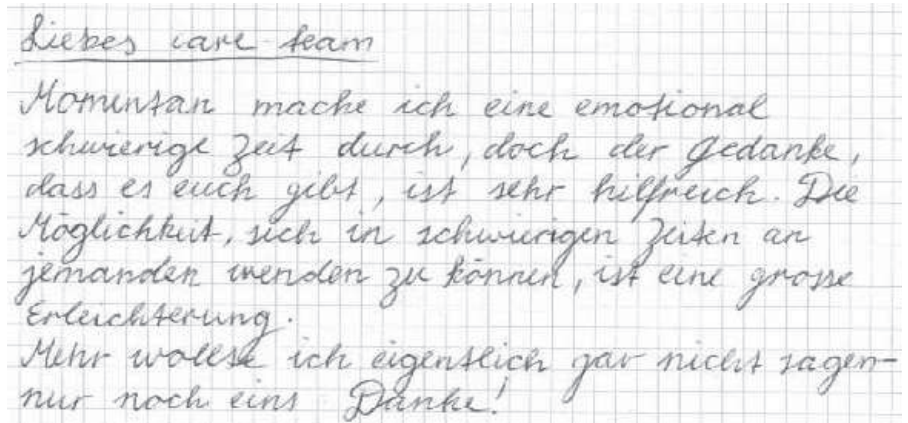 Liebes care team
Momentan mache ich eine emotional
schwierige Zeit durch, doch der Gedanke,
dass es euch gibt, ist sehr hilfreich. Die
Möglichkeit, sich in schwierigen Zeiten an
jemanden wenden zu können, ist eine grosse
Erleichterung.
Mehr wollte ich eigentlich gar nicht sagen-
nur noch eins Danke!